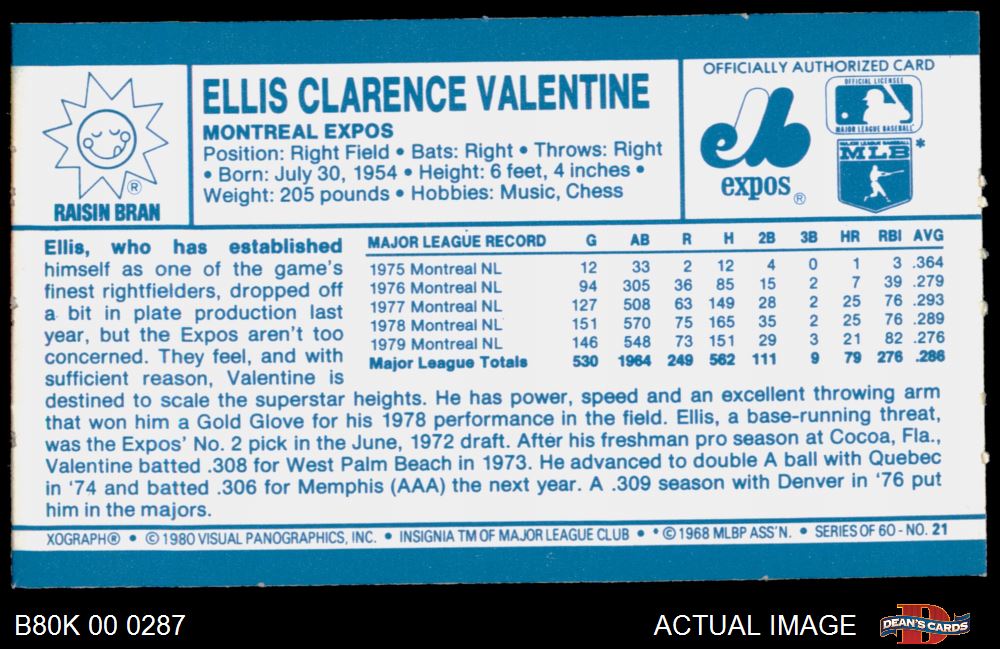 OFFICIALLY AUTHORIZED CARD
OFFICIAL LICENSEE
MAJOR LEAGUE BASEBALL
MAJOR LEAGUE BASEBALL
MLB *
expos ®
®
RAISIN BRAN
ELLIS CLARENCE VALENTINE
MONTREAL EXPOS
Position: Right Field • Bats: Right • Throws: Right
• Born: July 30, 1954 • Height: 6 feet, 4 inches •
Weight: 205 pounds • Hobbies: Music, Chess
Ellis, who has established
himself as one of the game's
finest rightfielders, dropped off
a bit in plate production last
year, but the Expos aren't too
concerned. They feel, and with
sufficient reason, Valentine is
MAJOR LEAGUE RECORD G AB R H 2B 3B HR RBI AVG
1975 Montreal NL 12 33 2 12 4 0 1 3 .364
1976 Montreal NL 94 305 36 85 15 2 7 39 .279
1977 Montreal NL 127 508 63 149 28 2 25 76 .293
1978 Montreal NL 151 570 75 165 35 2 25 76 .289
1979 Montreal NL 146 548 73 151 29 3 21 82 .276
Major League Totals 530 1964 249 562 111 9 79 276 .286
destined to scale the superstar heights. He has power, speed and an excellent throwing arm
that won him a Gold Glove for his 1978 performance in the field. Ellis, a base-running threat,
was the Expos' No. 2 pick in the June, 1972 draft. After his freshman pro season at Cocoa, Fla.,
Valentine batted .308 for West Palm Beach in 1973. He advanced to double A ball with Quebec
in '74 and batted .306 for Memphis (AAA) the next year. A .309 season with Denver in '76 put
him in the majors.
XOGRAPH® • © 1980 VISUAL PANOGRAPHICS, INC. • INSIGNIA TM OF MAJOR LEAGUE CLUB • * © 1968 MLBP ASS'N. • SERIES OF 60 - NO. 21
B80K 00 0287
ACTUAL IMAGE
D
DEAN'S CARDS